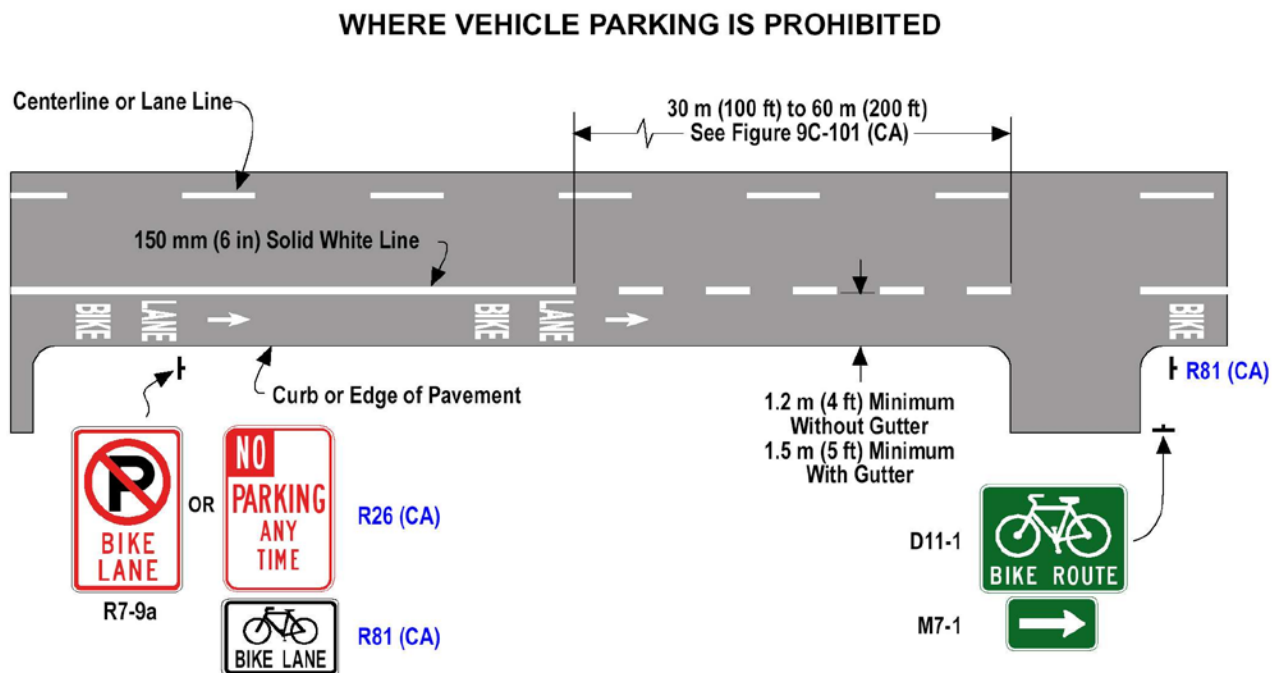 WHERE VEHICLE PARKING IS PROHIBITED
Centerline or Lane Line
30 m (100 ft) to 60 m (200 ft)
See Figure 9C-101 (CA)
150 mm (6 in) Solid White Line
BIKE
LANE
BIKE
LANE
BIKE
R81 (CA)
Curb or Edge of Pavement
1.2 m (4 ft) Minimum
Without Gutter
1.5 m (5 ft) Minimum
With Gutter
P
BIKE
LANE
R7-9a
OR
NO
PARKING
ANY
TIME
R26 (CA)
BIKE LANE
R81 (CA)
D11-1
BIKE ROUTE
M7-1